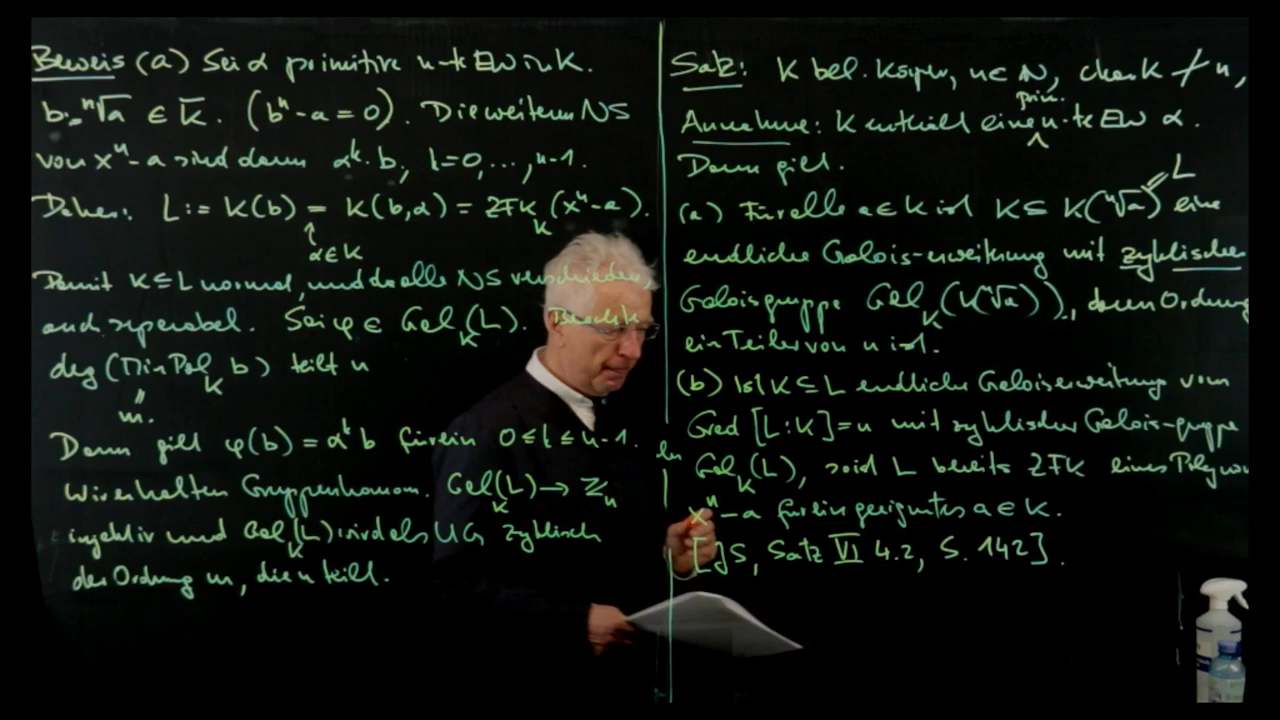 Beweis (a) Sei α primitive n-te EW in K.
b:=ⁿ√a ∈ K̄. (bⁿ-a=0). Die weiteren NS
von xⁿ-a sind dann αᵏ·b, k=0,...,n-1.
Daher: L:= K(b) = K(b,α) = ZFK_K (xⁿ-a).
↑
α∈K
Damit K⊆L normal, und da alle NS verschieden,
auch separabel. Sei φ ∈ Gal_K(L). Beachte
deg (MinPol_K b) teilt n
"
m.
Dann gilt φ(b) = αᵏ b für ein 0≤k≤n-1.
Wir erhalten Gruppenhomom. Gal_K(L) → ℤ_n
injektiv und Gal_K(L) wird als UG zyklisch
der Ordnung m, die n teilt.
Satz: K bel. Körper, n∈ℕ, char K ∤ n,
prim.
Annahme: K enthält eine n-te EW α.
Dann gilt.
L
(a) Für alle a∈K ist K⊆ K(ⁿ√a) eine
endliche Galois-erweiterung mit zyklischer
Galoisgruppe Gal_K(K(ⁿ√a)), deren Ordnung
ein Teiler von n ist.
(b) Ist K⊆L endliche Galoiserweiterung vom
Grad [L:K]=n mit zyklischer Galois-gruppe
Gal_K(L), so ist L bereits ZFK eines Polynoms
xⁿ-a für ein geeignetes a∈K.
[JS, Satz VI 4.2, S. 142].